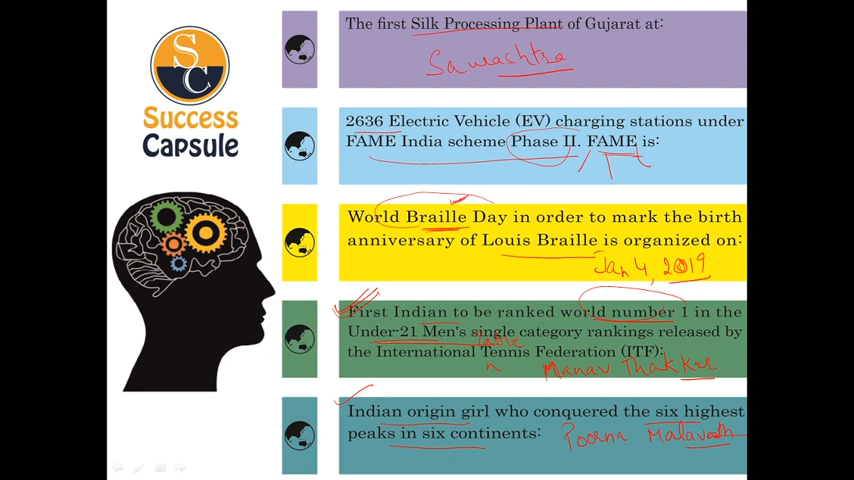 S
C
Success
Capsule
The first Silk Processing Plant of Gujarat at:
Saurashtra
2636 Electric Vehicle (EV) charging stations under
FAME India scheme Phase II. FAME is:
World Braille Day in order to mark the birth
anniversary of Louis Braille is organized on:
Jan 4, 2019
First Indian to be ranked world number 1 in the
Under-21 Men's single category rankings released by
Table
the International Tennis Federation (ITF):
n Manav Thakkar
Indian origin girl who conquered the six highest
peaks in six continents: Poorna Malavath